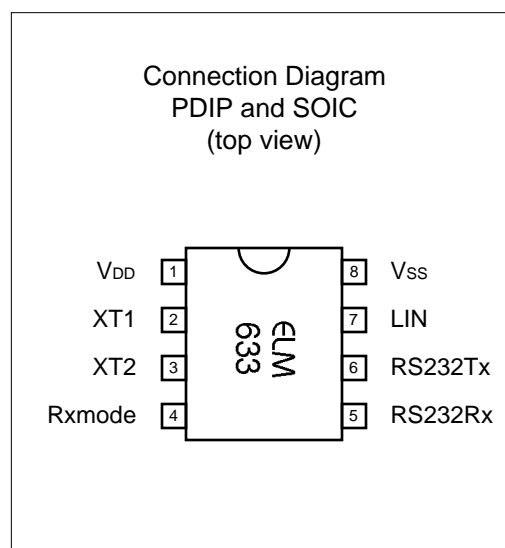 Connection Diagram
PDIP and SOIC
(top view)
VDD 1 8 VSS
XT1 2 7 LIN
XT2 3 6 RS232Tx
Rxmode 4 5 RS232Rx
ELM
633